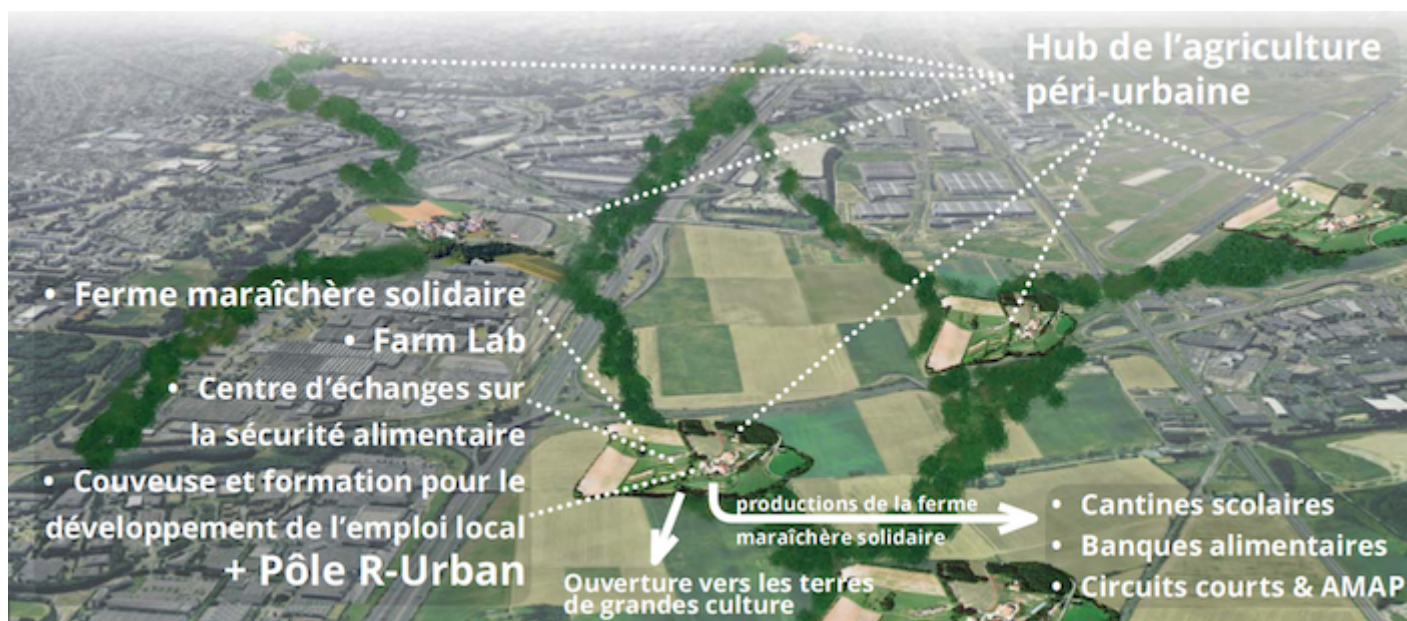 Hub de l'agriculture
péri-urbaine
• Ferme maraîchère solidaire
• Farm Lab
• Centre d'échanges sur
la sécurité alimentaire
• Couveuse et formation pour le
développement de l'emploi local
+ Pôle R-Urban
productions de la ferme
maraîchère solidaire
Ouverture vers les terres
de grandes culture
• Cantines scolaires
• Banques alimentaires
• Circuits courts & AMAP